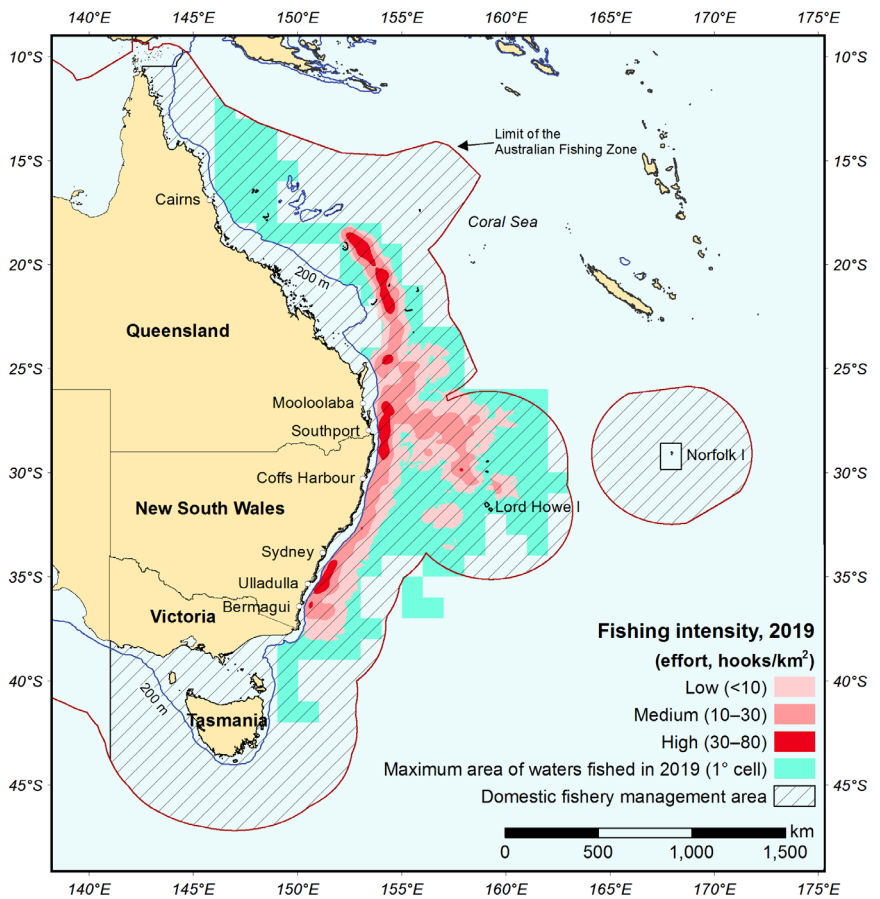 140°E 145°E 150°E 155°E 160°E 165°E 170°E 175°E
10°S 10°S
Limit of the
Australian Fishing Zone
15°S 15°S
Cairns
Coral Sea
20°S 20°S
200 m
Queensland
25°S 25°S
Mooloolaba
Southport
Norfolk I
30°S 30°S
Coffs Harbour
New South Wales
Lord Howe I
Sydney
35°S 35°S
Ulladulla
Bermagui
Victoria
Fishing intensity, 2019
(effort, hooks/km²)
Low (<10)
40°S 40°S
200 m
Tasmania
Medium (10–30)
High (30–80)
Maximum area of waters fished in 2019 (1° cell)
45°S 45°S
Domestic fishery management area
km
0 500 1,000 1,500
140°E 145°E 150°E 155°E 160°E 165°E 170°E 175°E